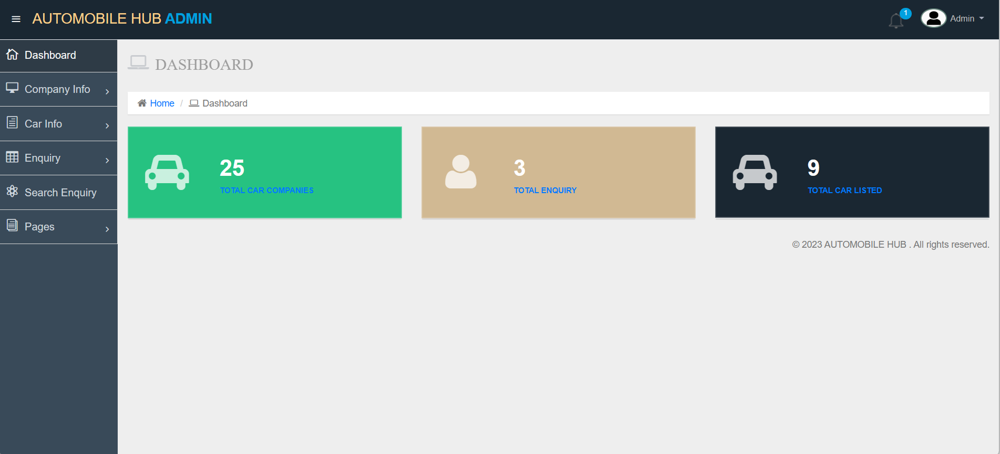 AUTOMOBILE HUB ADMIN
1
Admin
Dashboard
Company Info
Car Info
Enquiry
Search Enquiry
Pages
DASHBOARD
Home / Dashboard
25
TOTAL CAR COMPANIES
3
TOTAL ENQUIRY
9
TOTAL CAR LISTED
© 2023 AUTOMOBILE HUB . All rights reserved.